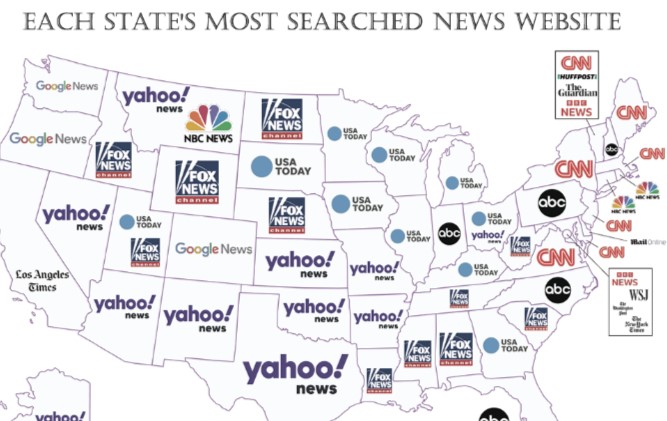 EACH STATE'S MOST SEARCHED NEWS WEBSITE
CNN
HUFFPOST
The
Guardian
BBC
NEWS
Google News
yahoo!
news
NBC NEWS
FOX
NEWS
channel
USA
TODAY
USA
TODAY
CNN
Google News
FOX
NEWS
channel
FOX
NEWS
channel
USA
TODAY
USA
TODAY
abc
CNN
CNN
yahoo!
news
USA
TODAY
FOX
NEWS
channel
Google News
FOX
NEWS
channel
USA
TODAY
USA
TODAY
abc
USA
TODAY
yahoo!
news
FOX
NEWS
channel
abc
NBC NEWS
NBC NEWS
CNN
Mail Online
CNN
CNN
Los Angeles
Times
yahoo!
news
yahoo!
news
yahoo!
news
yahoo!
news
USA
TODAY
abc
BBC
NEWS
WSJ
The
Washington
Post
The
New York
Times
yahoo!
news
yahoo!
news
FOX
NEWS
channel
FOX
NEWS
channel
yahoo!
news
FOX
NEWS
channel
FOX
NEWS
channel
FOX
NEWS
channel
USA
TODAY
yahoo!
abc